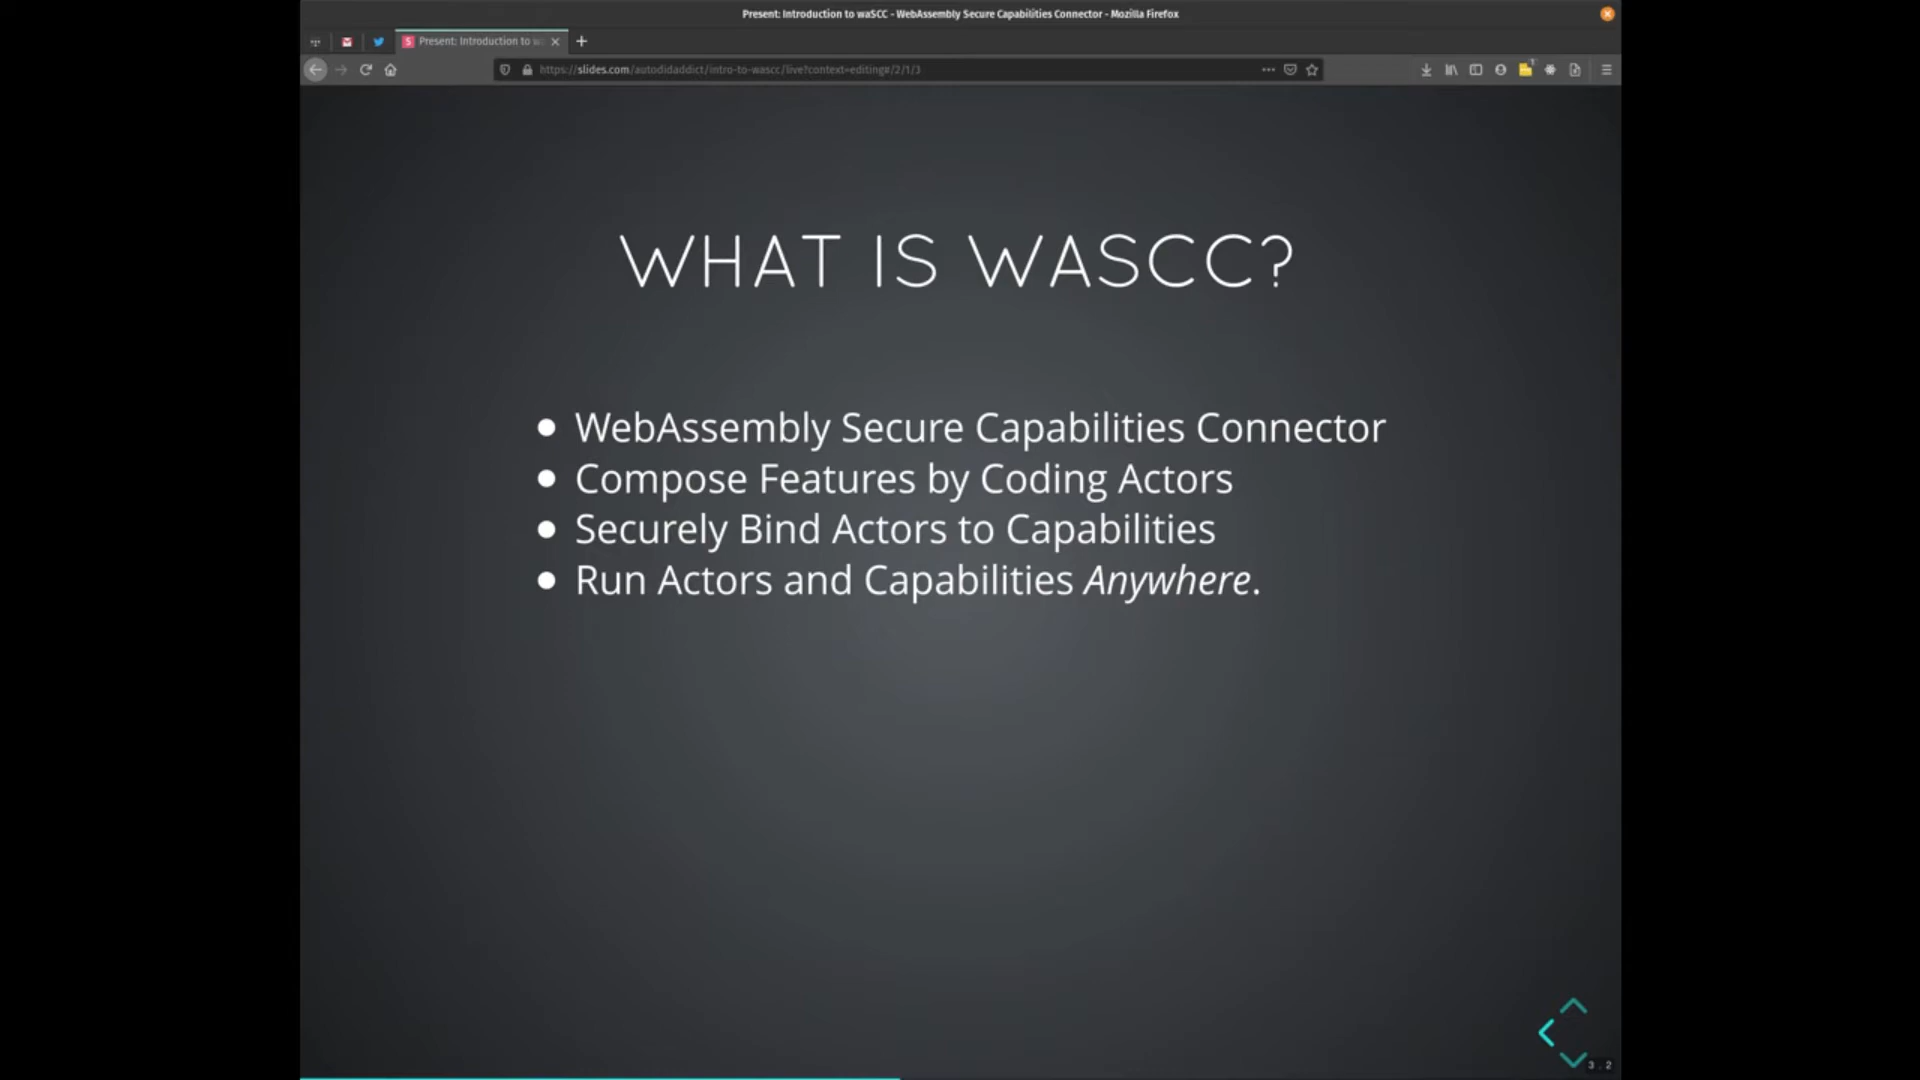 Present: Introduction to waSCC - WebAssembly Secure Capabilities Connector - Mozilla Firefox
Present: Introduction to
https://slides.com/autodidaddict/intro-to-wascc/live?context=editing#/2/1/3
WHAT IS WASCC?
WebAssembly Secure Capabilities Connector
Compose Features by Coding Actors
Securely Bind Actors to Capabilities
Run Actors and Capabilities Anywhere.
3.2